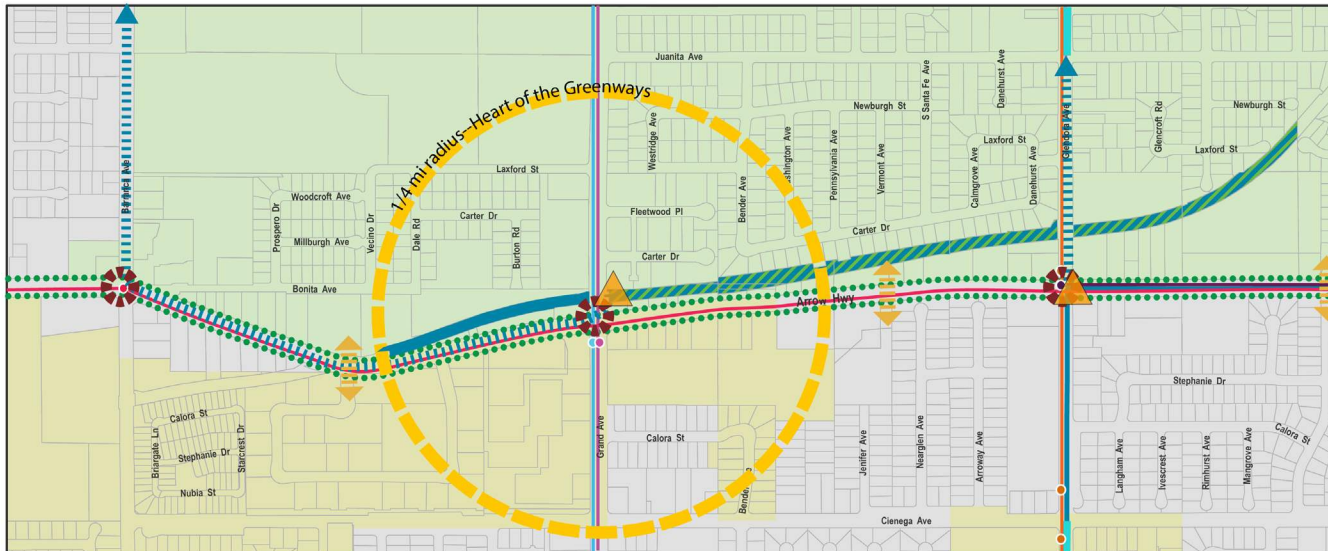 Juanita Ave
1/4 mi radius–Heart of the Greenways
Newburgh St
Newburgh St
S Santa Fe Ave
Danehurst Ave
Glencroft Rd
Westridge Ave
Laxford St
Laxford St
Laxford St
Pennsylvania Ave
Vermont Ave
Calmgrove Ave
Danehurst Ave
Woodcroft Ave
Prospero Dr
Vecino Dr
Dale Rd
Carter Dr
Burton Rd
Fleetwood Pl
Bender Ave
Millburgh Ave
Carter Dr
Carter Dr
Bonita Ave
Arrow Hwy
Stephanie Dr
Calora St
Briargate Ln
Stephanie Dr
Starcrest Dr
Nubia St
Grand Ave
Calora St
Jenifer Ave
Nearglen Ave
Arroway Ave
Calora St
Langham Ave
Ivescrest Ave
Rimhurst Ave
Mangrove Ave
Cienega Ave